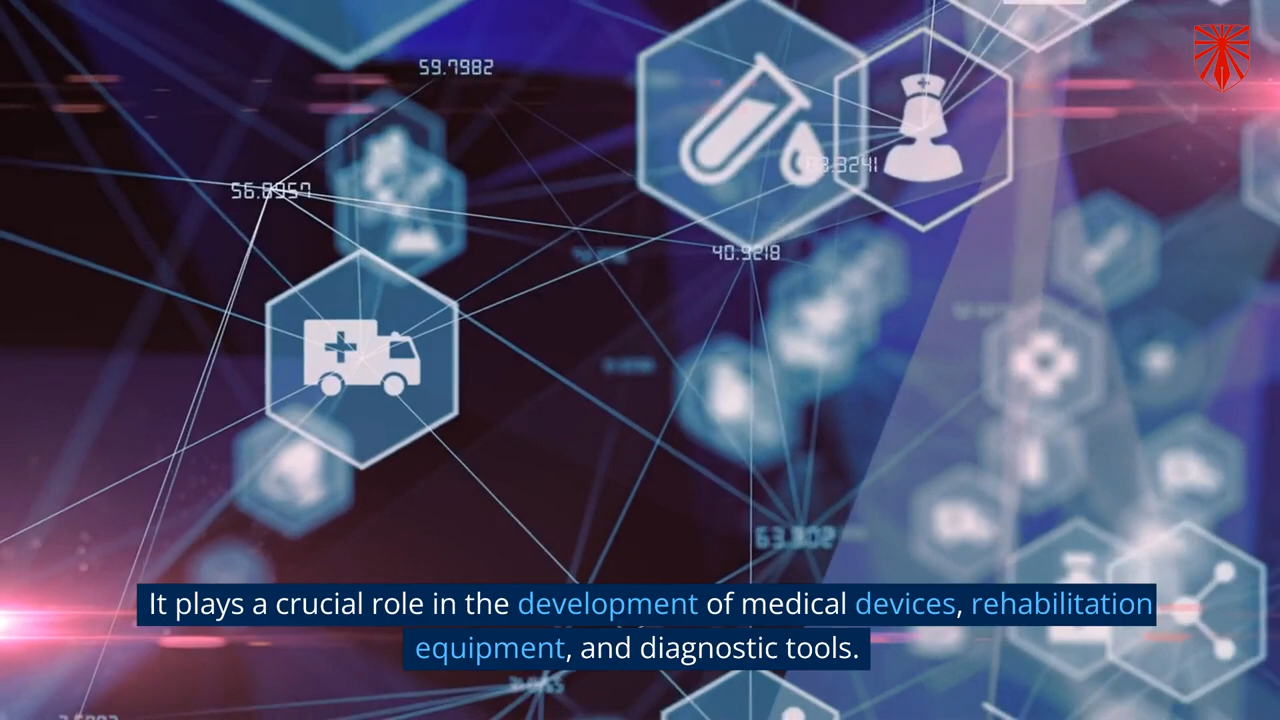 59.7982
56.8957
63.3241
40.9218
It plays a crucial role in the development of medical devices, rehabilitation
equipment, and diagnostic tools.